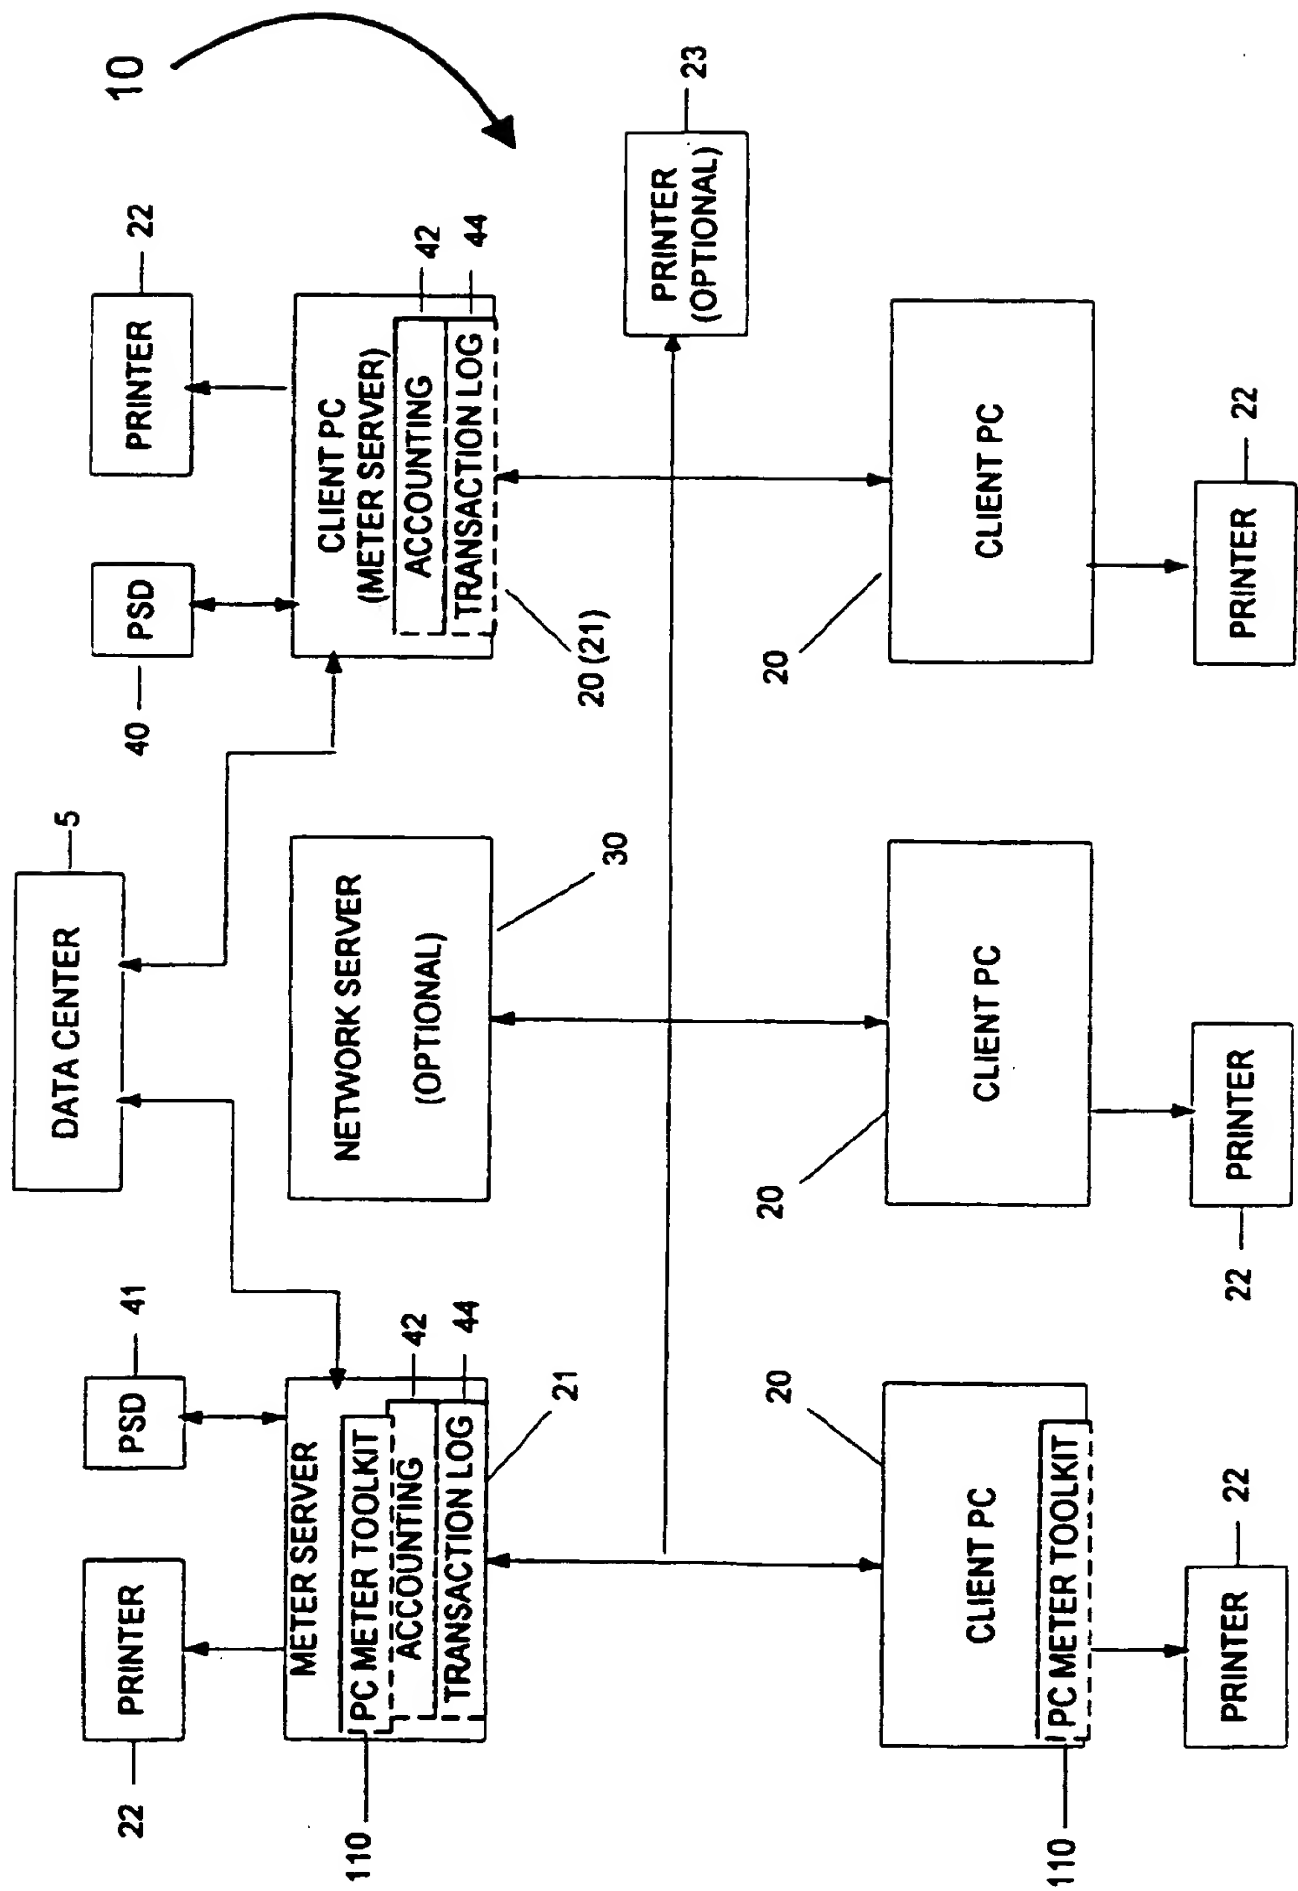 DATA CENTER
5
10
22
PRINTER
PSD
41
40
PSD
PRINTER
22
METER SERVER
110
PC METER TOOLKIT
ACCOUNTING
42
TRANSACTION LOG
44
21
NETWORK SERVER
(OPTIONAL)
30
CLIENT PC
(METER SERVER)
ACCOUNTING
42
TRANSACTION LOG
44
20 (21)
PRINTER
(OPTIONAL)
23
20
CLIENT PC
110
PC METER TOOLKIT
20
CLIENT PC
20
CLIENT PC
PRINTER
22
22
PRINTER
PRINTER
22